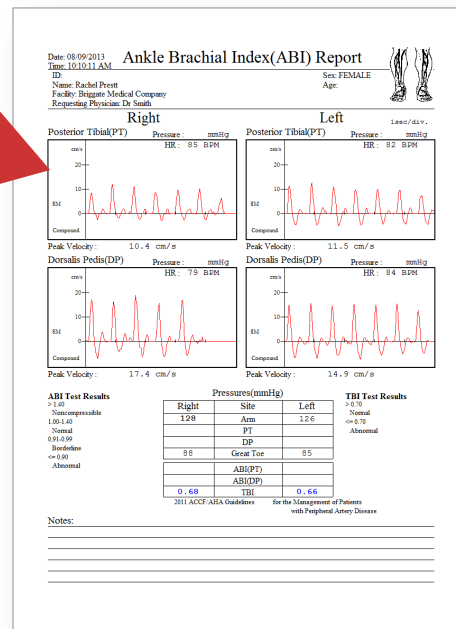 Date: 08/09/2013
Ankle Brachial Index(ABI) Report
Time: 10:10:11 AM
ID:
Sex: FEMALE
Name: Rachel Prestt
Age:
Facility: Briggate Medical Company
Requesting Physician: Dr Smith
Right
Left
1sec/div.
Posterior Tibial(PT) Pressure: mmHg
HR: 85 BPM
cm/s
20
10
8M
0
Compound
Peak Velocity: 10.4 cm/s
Posterior Tibial(PT) Pressure: mmHg
HR: 82 BPM
cm/s
20
10
8M
0
Compound
Peak Velocity: 11.5 cm/s
Dorsalis Pedis(DP) Pressure: mmHg
HR: 79 BPM
cm/s
20
10
8M
0
Compound
Peak Velocity: 17.4 cm/s
Dorsalis Pedis(DP) Pressure: mmHg
HR: 84 BPM
cm/s
20
10
8M
0
Compound
Peak Velocity: 14.9 cm/s
ABI Test Results
> 1.40
Noncompressible
1.00-1.40
Normal
0.91-0.99
Borderline
<= 0.90
Abnormal
Pressures(mmHg)
Right Site Left
128 Arm 126
PT
DP
88 Great Toe 85
ABI(PT)
ABI(DP)
0.68 TBI 0.66
2011 ACCF/AHA Guidelines for the Management of Patients
with Peripheral Artery Disease
TBI Test Results
> 0.70
Normal
<= 0.70
Abnormal
Notes: